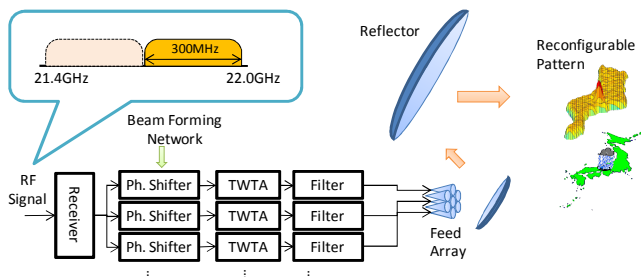 300MHz
21.4GHz
22.0GHz
Reflector
Reconfigurable
Pattern
Beam Forming
Network
RF
Signal
Receiver
Ph. Shifter
TWTA
Filter
Ph. Shifter
TWTA
Filter
Ph. Shifter
TWTA
Filter
Feed
Array